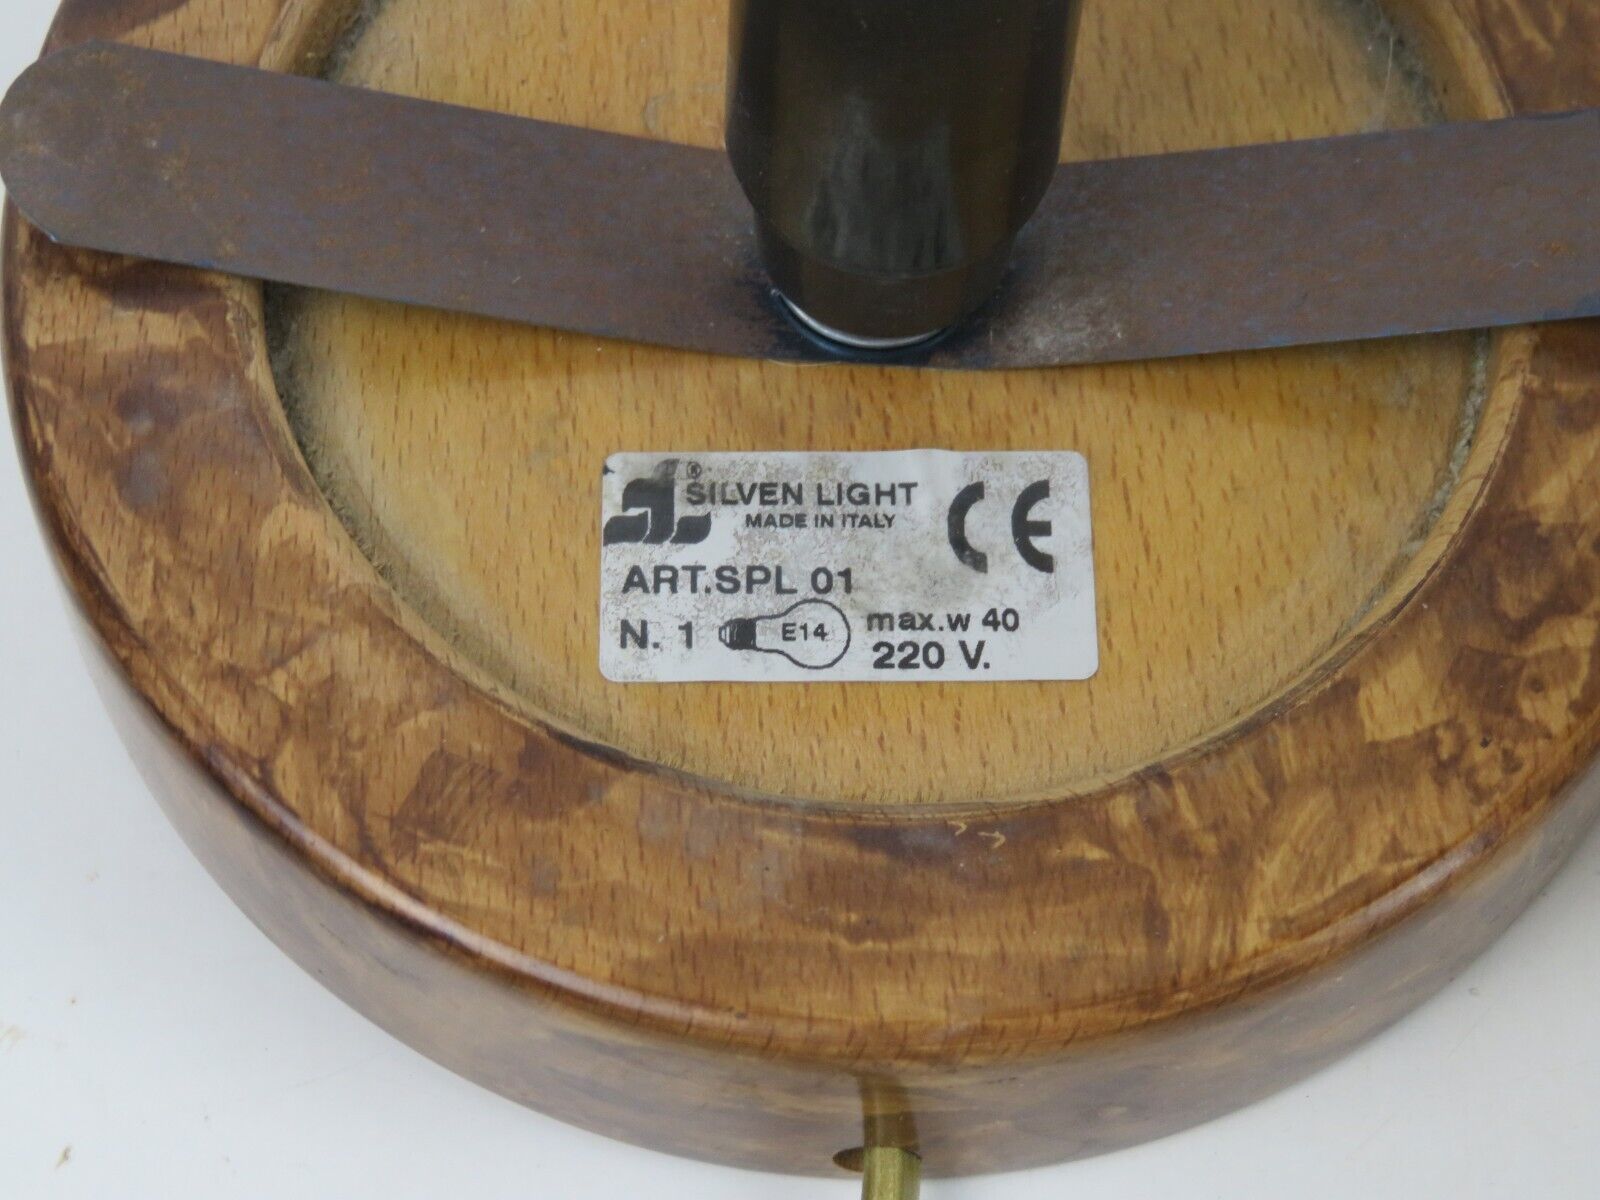 ®
SILVEN LIGHT
MADE IN ITALY
CE
ART.SPL 01
N. 1 E14 max.w 40
220 V.